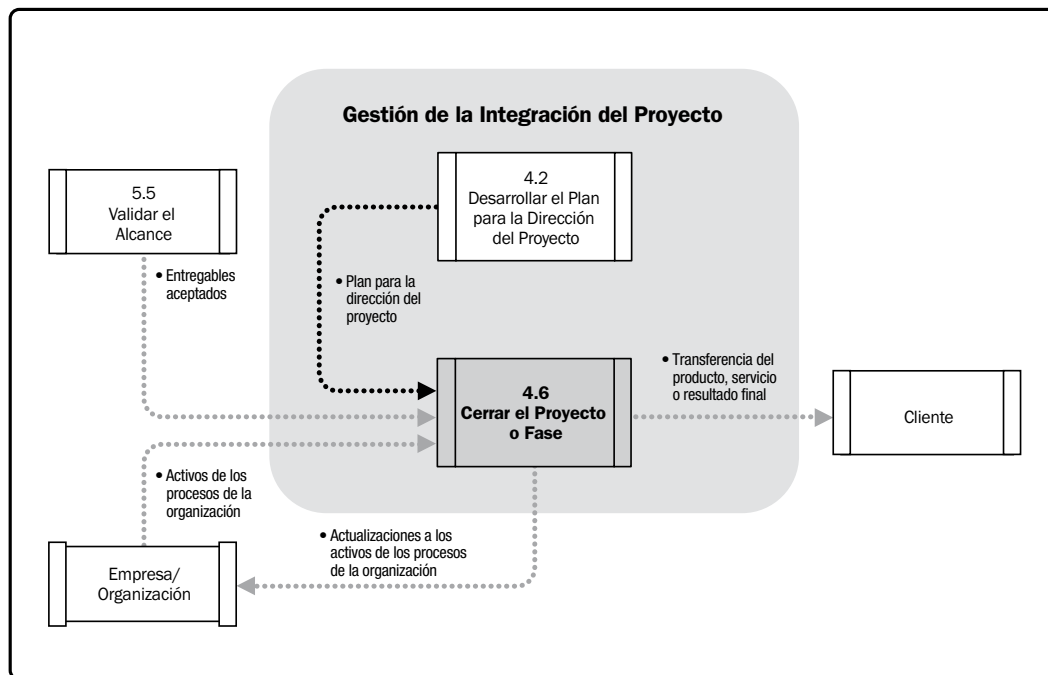 Gestión de la Integración del Proyecto
4.2
Desarrollar el Plan
para la Dirección
del Proyecto
5.5
Validar el
Alcance
• Entregables
aceptados
• Plan para la
dirección del
proyecto
• Transferencia del
producto, servicio
o resultado final
4.6
Cerrar el Proyecto
o Fase
Cliente
• Activos de los
procesos de la
organización
• Actualizaciones a los
activos de los procesos
de la organización
Empresa/
Organización